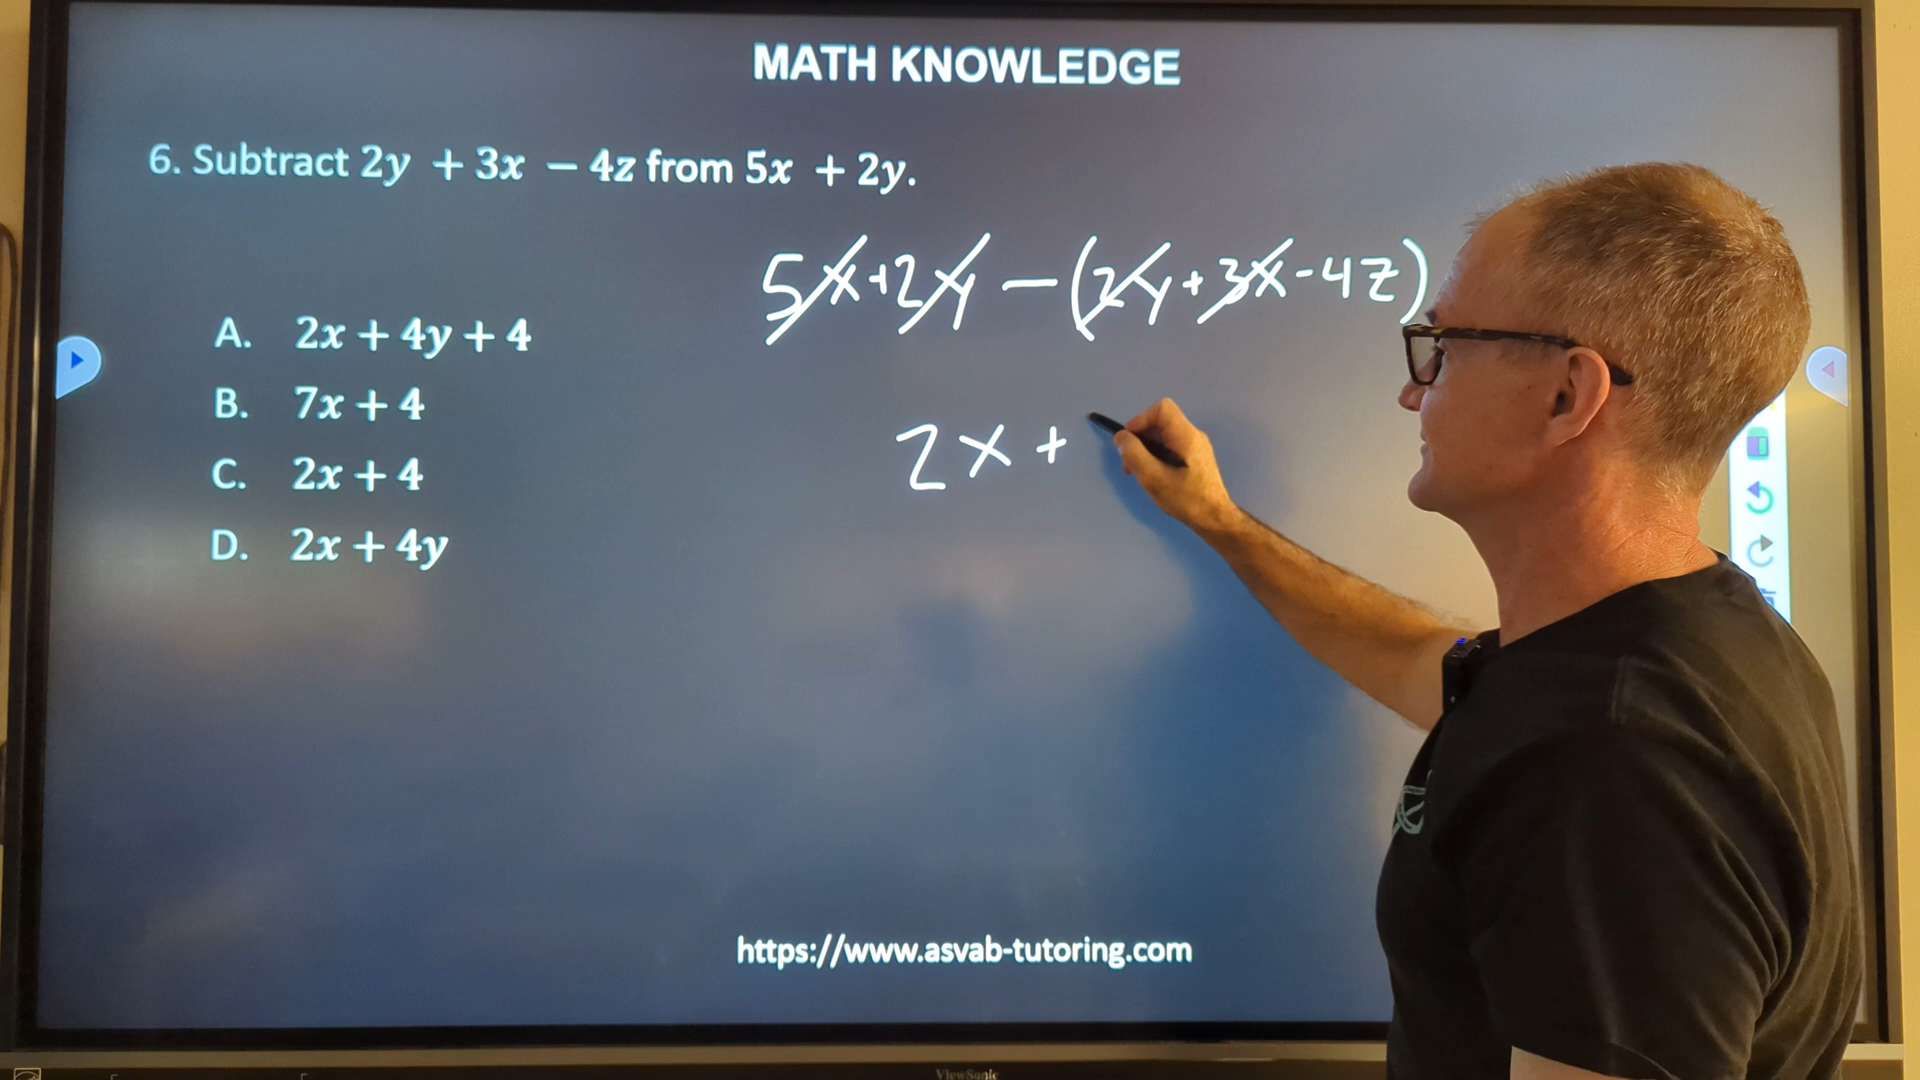 MATH KNOWLEDGE
6. Subtract 2y + 3x − 4z from 5x + 2y.
5x+2y − (2y+3x-4z)
A. 2x + 4y + 4
B. 7x + 4
2x +
C. 2x + 4
D. 2x + 4y
https://www.asvab-tutoring.com
ViewSonic